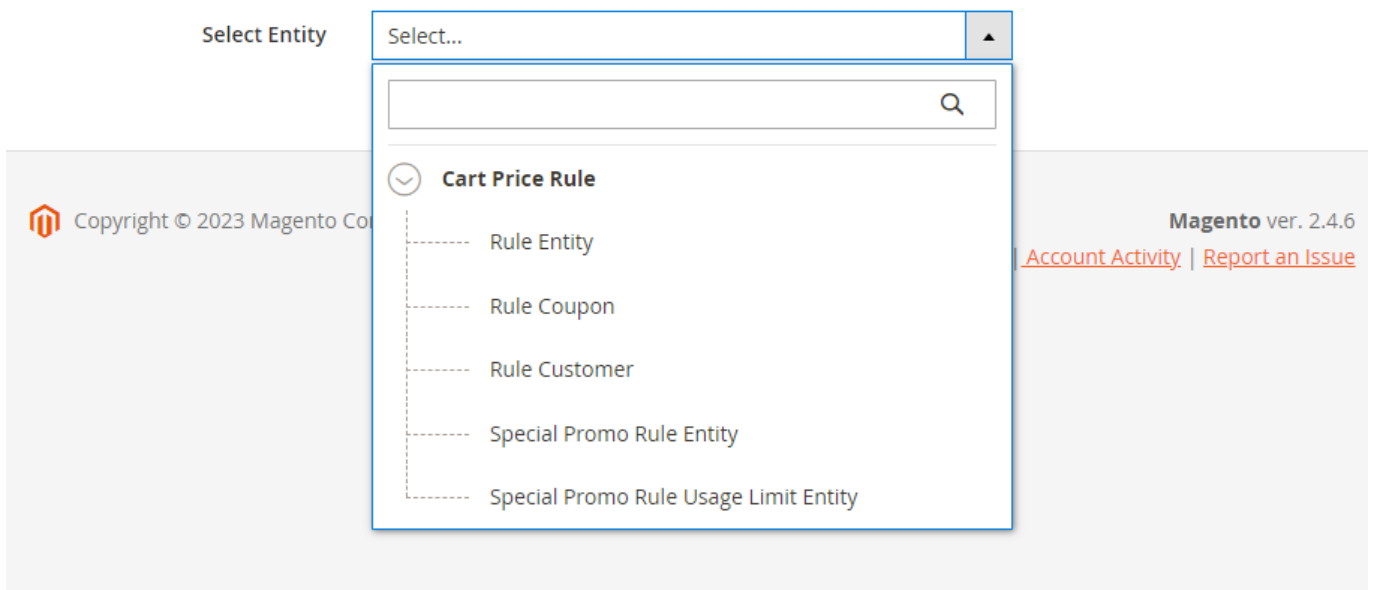 Select Entity
Select...
Cart Price Rule
Rule Entity
Rule Coupon
Rule Customer
Special Promo Rule Entity
Special Promo Rule Usage Limit Entity
Copyright © 2023 Magento
Magento ver. 2.4.6
| Account Activity | Report an Issue